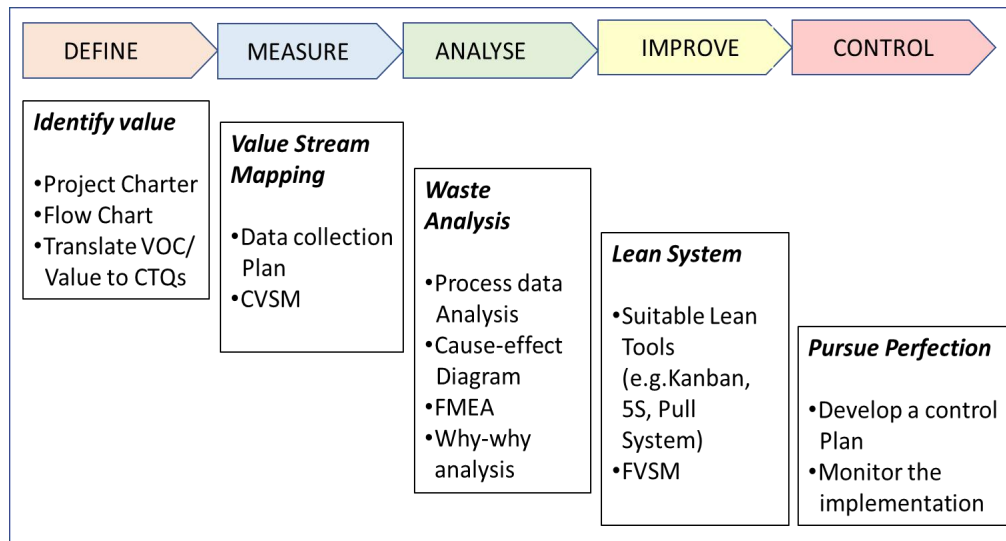 DEFINE
MEASURE
ANALYSE
IMPROVE
CONTROL
Identify value
•Project Charter
•Flow Chart
•Translate VOC/
Value to CTQs
Value Stream
Mapping
•Data collection
Plan
•CVSM
Waste
Analysis
•Process data
Analysis
•Cause-effect
Diagram
•FMEA
•Why-why
analysis
Lean System
•Suitable Lean
Tools
(e.g.Kanban,
5S, Pull
System)
•FVSM
Pursue Perfection
•Develop a control
Plan
•Monitor the
implementation